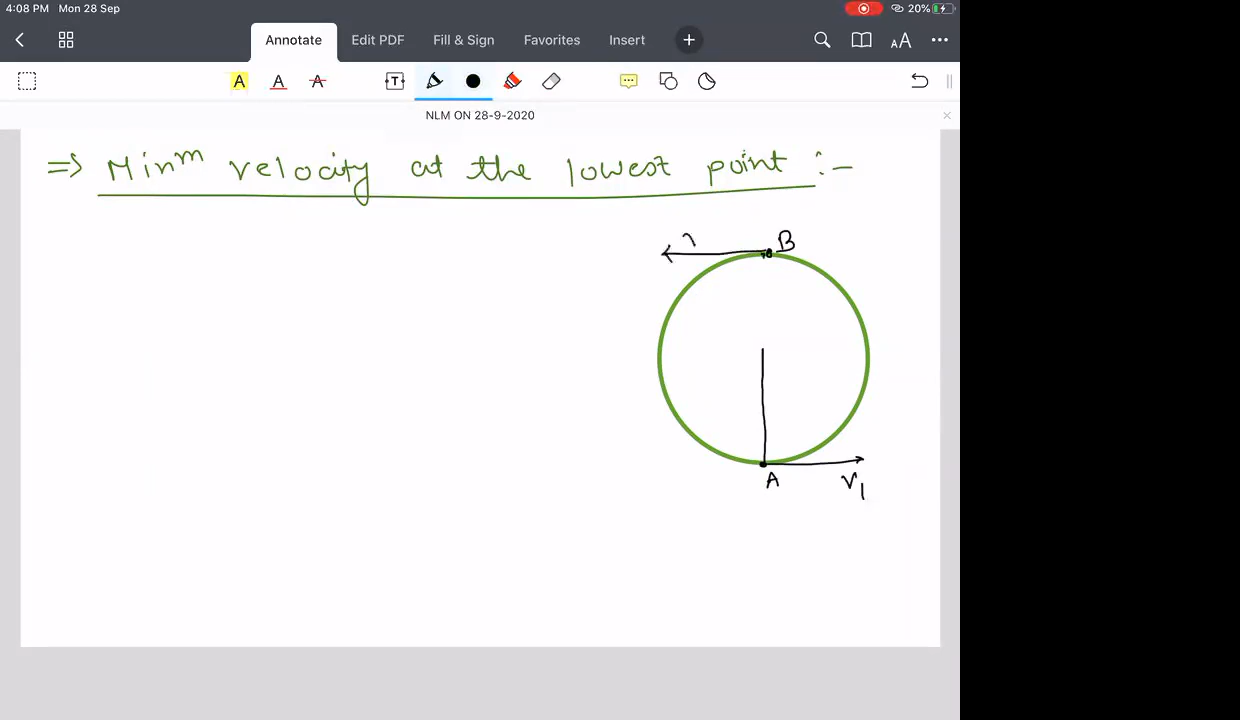 4:08 PM Mon 28 Sep 20%
Annotate Edit PDF Fill & Sign Favorites Insert
A A A T
NLM ON 28-9-2020
=> Minᵐ velocity at the lowest point :-
B
A
V₁